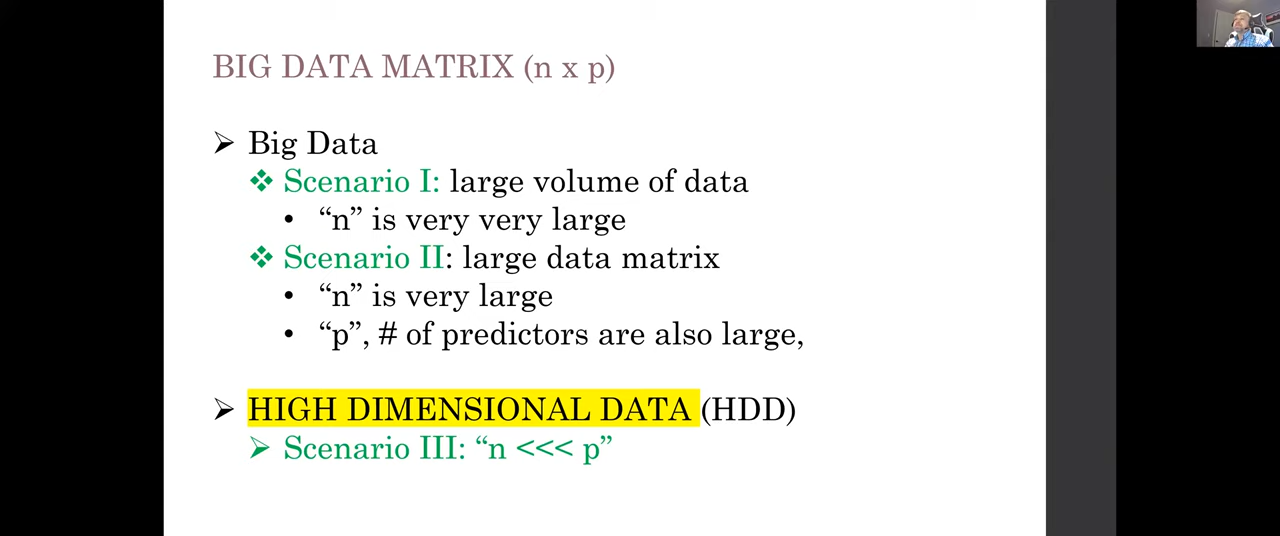 BIG DATA MATRIX (n x p)
➢ Big Data
❖ Scenario I: large volume of data
• “n” is very very large
❖ Scenario II: large data matrix
• “n” is very large
• “p”, # of predictors are also large,
➢ HIGH DIMENSIONAL DATA (HDD)
➢ Scenario III: “n <<< p”